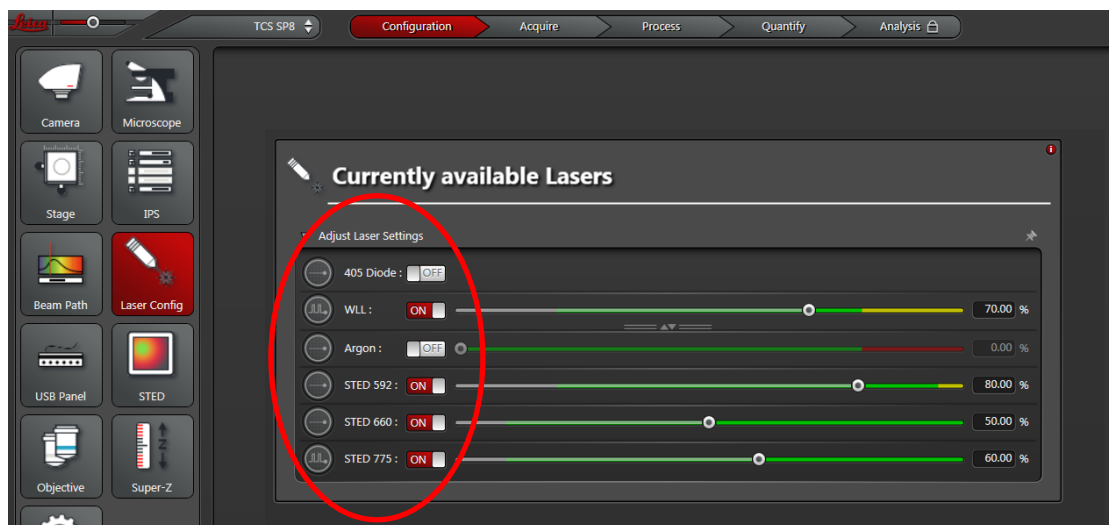 Leica
TCS SP8 Configuration Acquire Process Quantify Analysis
Camera Microscope
Stage IPS
Beam Path Laser Config
USB Panel STED
Objective Super-Z
Currently available Lasers
Adjust Laser Settings
405 Diode : OFF
WLL : ON 70.00 %
Argon : OFF 0.00 %
STED 592 : ON 80.00 %
STED 660 : ON 50.00 %
STED 775 : ON 60.00 %